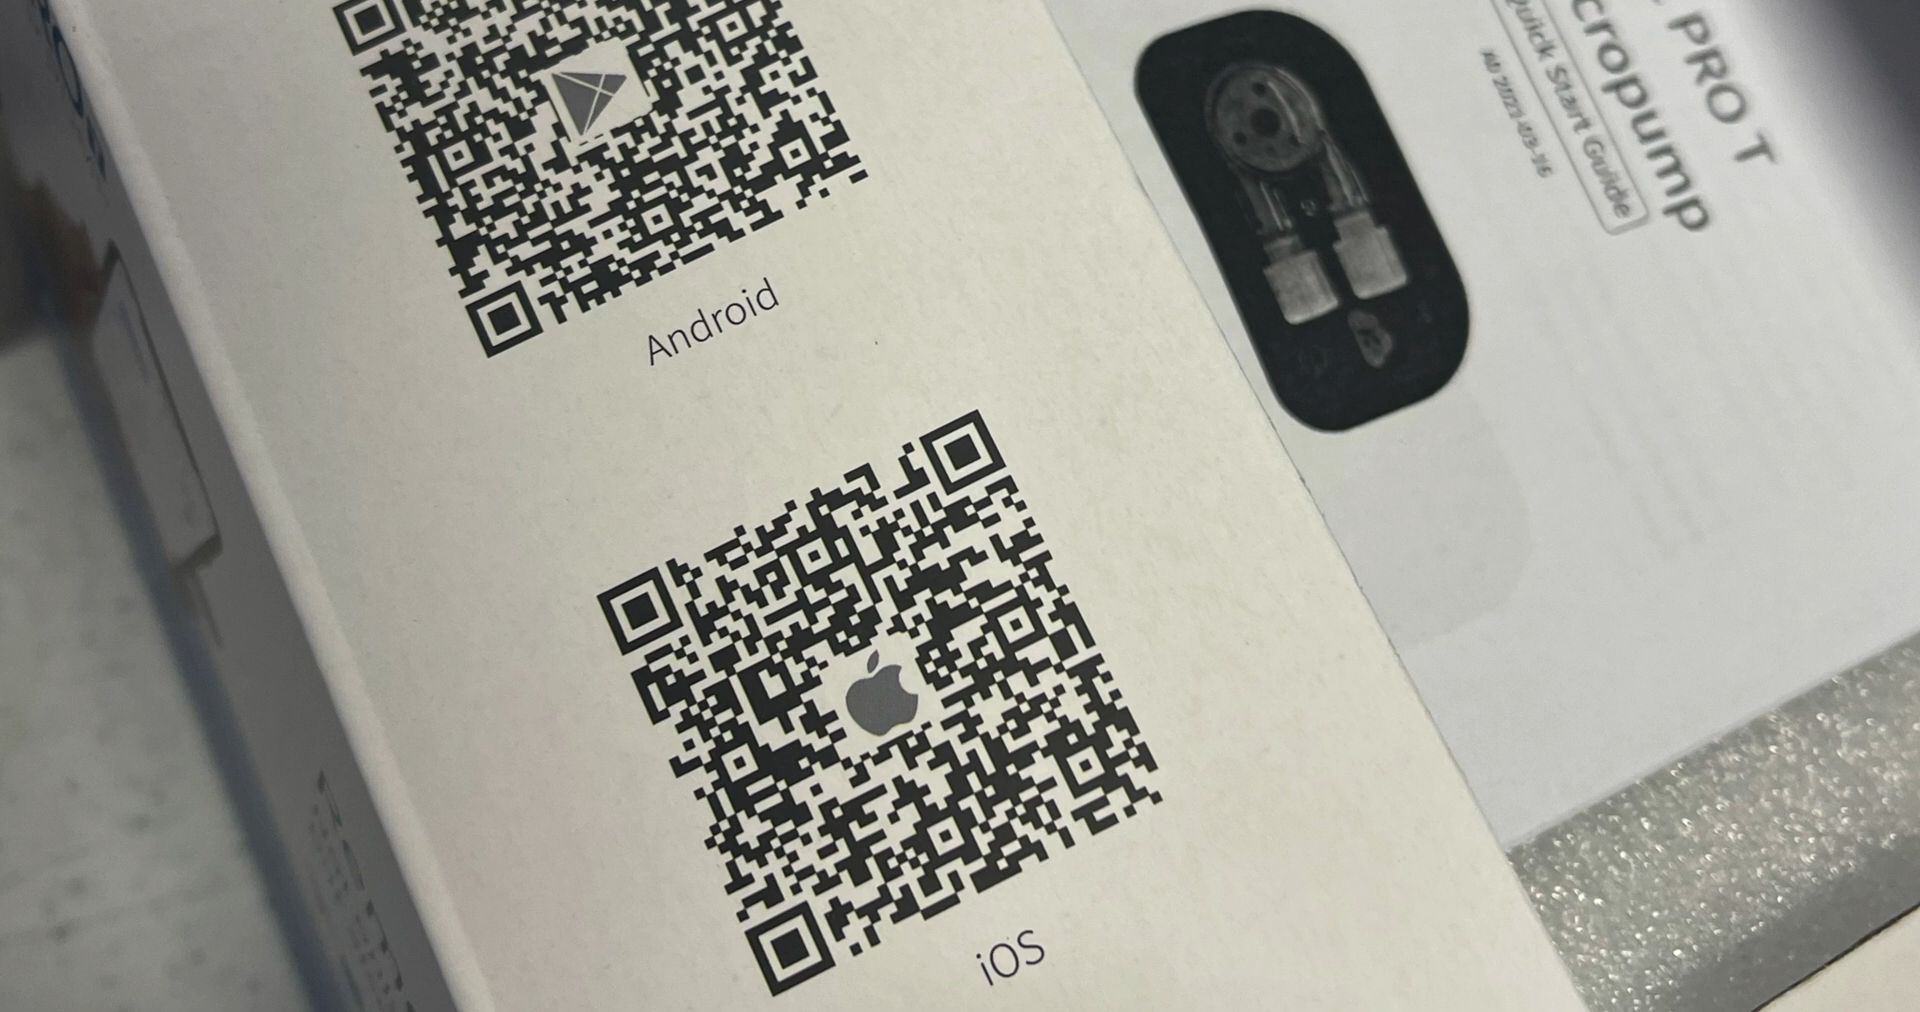 Android
iOS
PRO T
cropump
Quick Start Guide